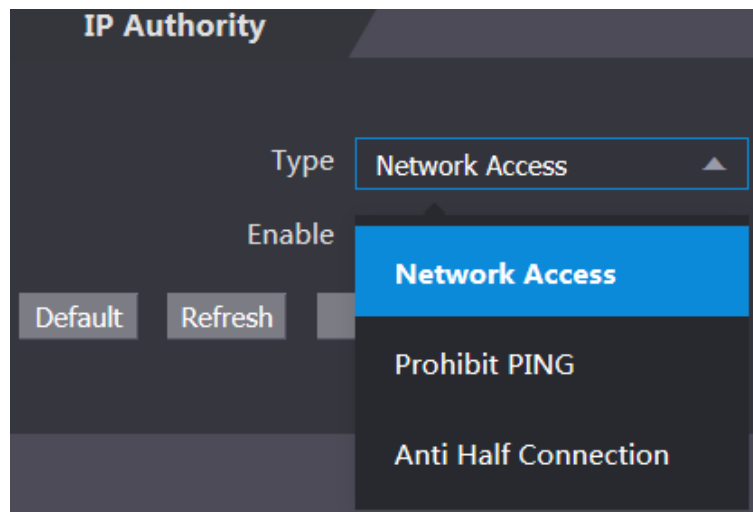 IP Authority
Type Network Access
Enable
Network Access
Default Refresh
Prohibit PING
Anti Half Connection